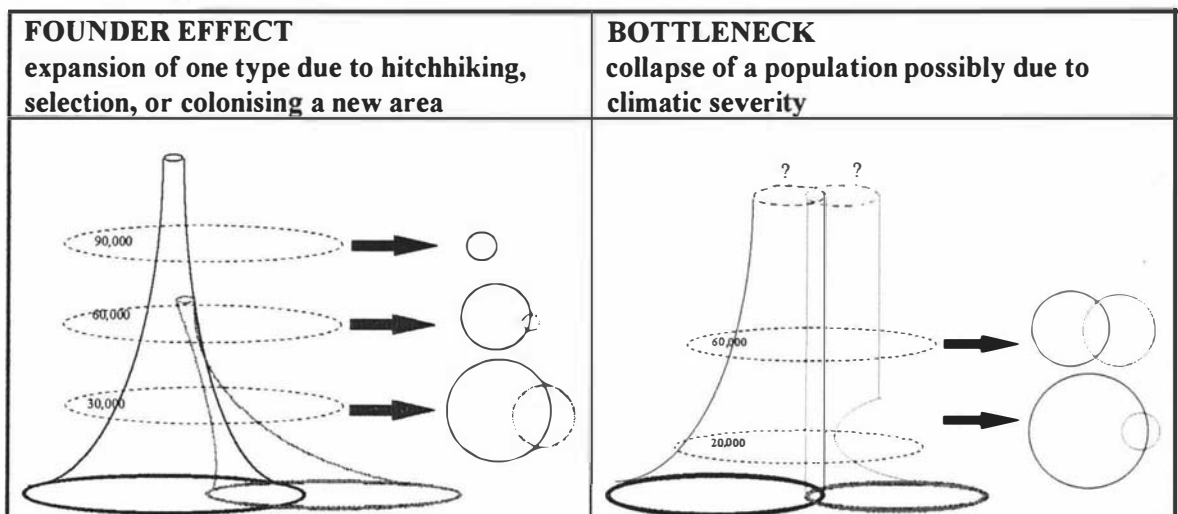 FOUNDER EFFECT
expansion of one type due to hitchhiking,
selection, or colonising a new area
BOTTLENECK
collapse of a population possibly due to
climatic severity
90,000
60,000
30,000
? ?
60,000
20,000